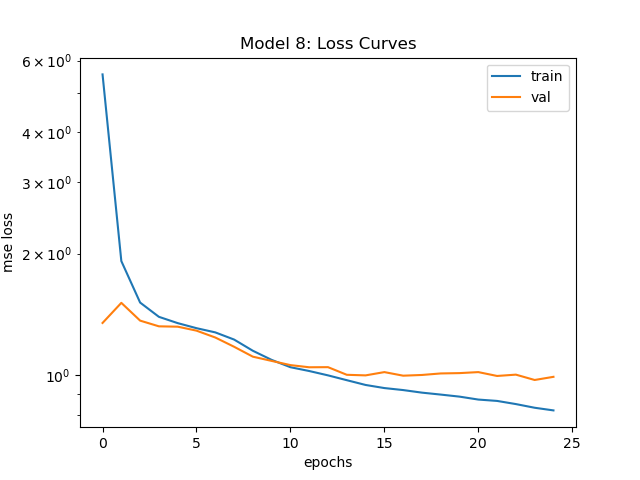 Model 8: Loss Curves
train
val
6 × 10⁰
4 × 10⁰
3 × 10⁰
2 × 10⁰
10⁰
mse loss
0 5 10 15 20 25
epochs